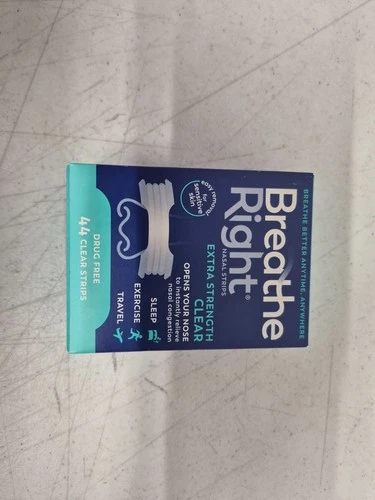 BREATHE BETTER ANYTIME, ANYWHERE
Breathe
Right®
NASAL STRIPS
EXTRA STRENGTH
CLEAR
easy removal
for
sensitive
skin
OPENS YOUR NOSE
to instantly relieve
nasal congestion
SLEEP
EXERCISE
TRAVEL
DRUG FREE
44 CLEAR STRIPS